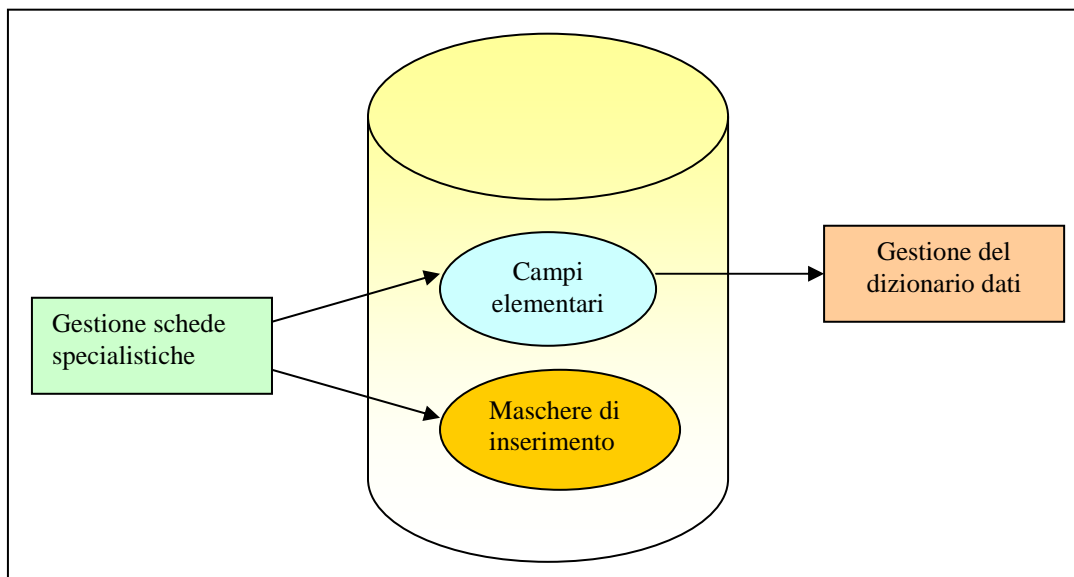 Gestione schede
specialistiche
Campi
elementari
Maschere di
inserimento
Gestione del
dizionario dati